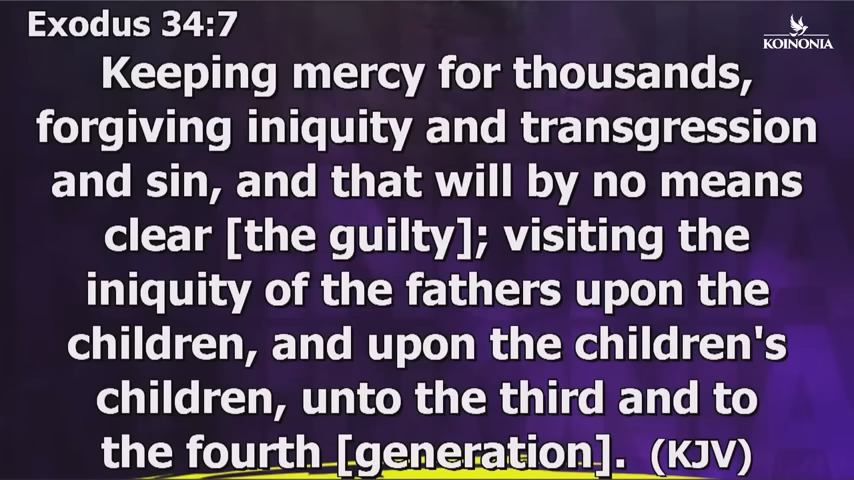 Exodus 34:7
KOINONIA
Keeping mercy for thousands,
forgiving iniquity and transgression
and sin, and that will by no means
clear [the guilty]; visiting the
iniquity of the fathers upon the
children, and upon the children's
children, unto the third and to
the fourth [generation]. (KJV)